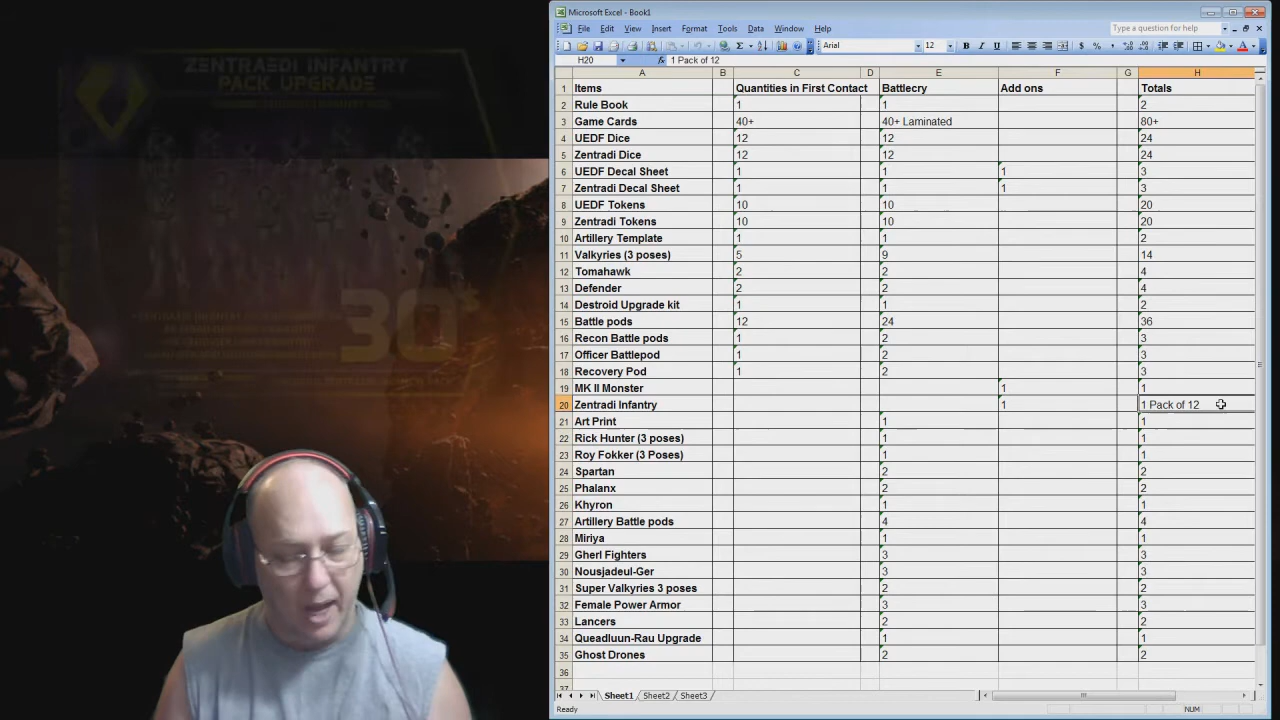 ZENTRAEDI INFANTRY
PACK UPGRADE
30
Microsoft Excel - Book1
File Edit View Insert Format Tools Data Window Help
Type a question for help
Arial 12
H20 1 Pack of 12
A B C D E F G H
1 Items Quantities in First Contact Battlecry Add ons Totals
2 Rule Book 1 1 2
3 Game Cards 40+ 40+ Laminated 80+
4 UEDF Dice 12 12 24
5 Zentradi Dice 12 12 24
6 UEDF Decal Sheet 1 1 1 3
7 Zentradi Decal Sheet 1 1 1 3
8 UEDF Tokens 10 10 20
9 Zentradi Tokens 10 10 20
10 Artillery Template 1 1 2
11 Valkyries (3 poses) 5 9 14
12 Tomahawk 2 2 4
13 Defender 2 2 4
14 Destroid Upgrade kit 1 1 2
15 Battle pods 12 24 36
16 Recon Battle pods 1 2 3
17 Officer Battlepod 1 2 3
18 Recovery Pod 1 2 3
19 MK II Monster 1 1
20 Zentradi Infantry 1 1 Pack of 12
21 Art Print 1 1
22 Rick Hunter (3 poses) 1 1
23 Roy Fokker (3 Poses) 1 1
24 Spartan 2 2
25 Phalanx 2 2
26 Khyron 1 1
27 Artillery Battle pods 4 4
28 Miriya 1 1
29 Gherl Fighters 3 3
30 Nousjadeul-Ger 3 3
31 Super Valkyries 3 poses 2 2
32 Female Power Armor 3 3
33 Lancers 2 2
34 Queadluun-Rau Upgrade 1 1
35 Ghost Drones 2 2
36
37
Sheet1 Sheet2 Sheet3
Ready NUM